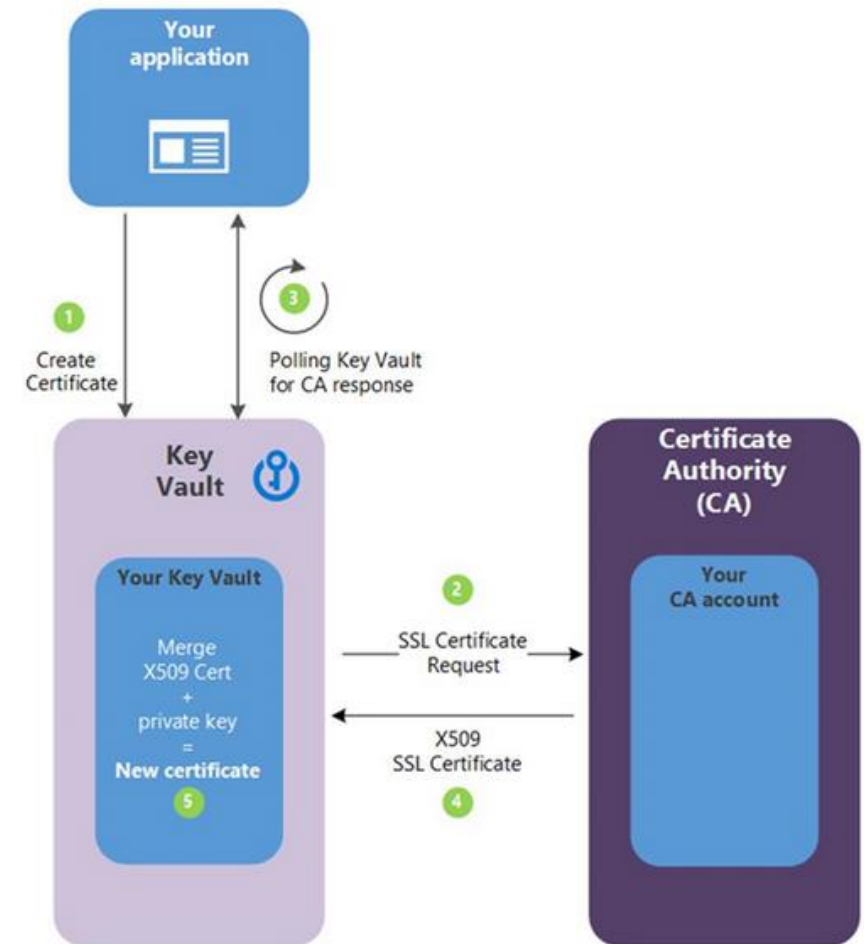 Your
application
1
Create
Certificate
3
Polling Key Vault
for CA response
Key
Vault
Your Key Vault
Merge
X509 Cert
+
private key
=
New certificate
5
2
SSL Certificate
Request
X509
SSL Certificate
4
Certificate
Authority
(CA)
Your
CA account